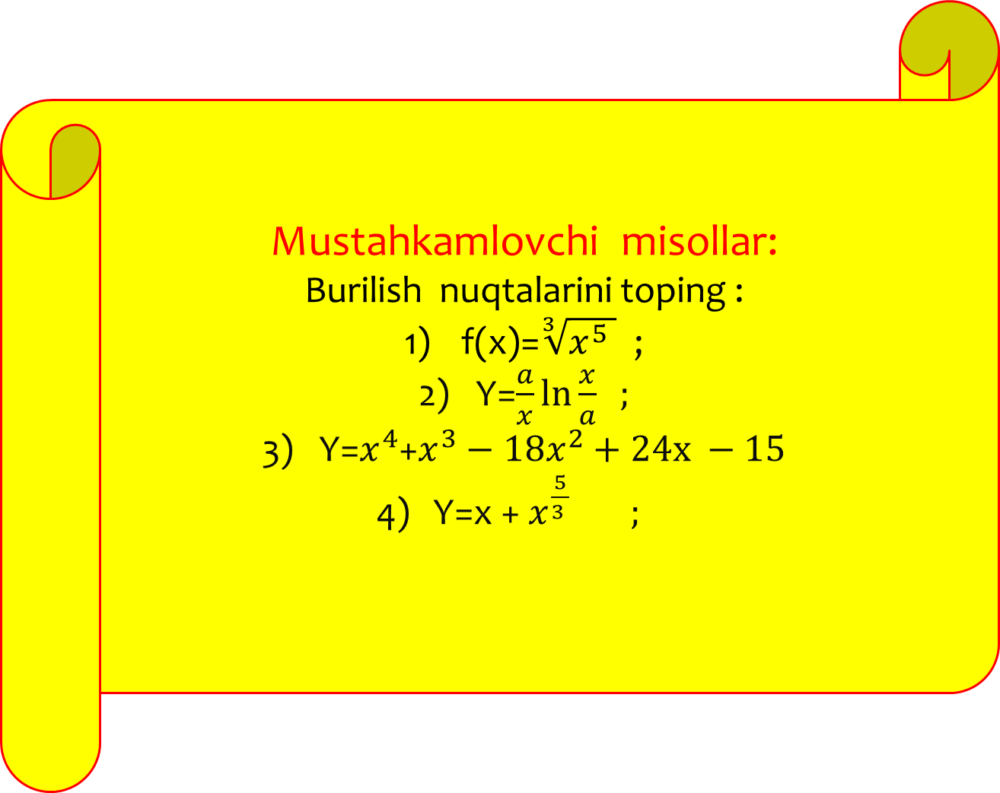 Mustahkamlovchi misollar:
Burilish nuqtalarini toping :
1) f(x)=∛(x⁵) ;
2) Y=a/x ln x/a ;
3) Y=x⁴+x³ − 18x² + 24x − 15
4) Y=x + x^(5/3) ;